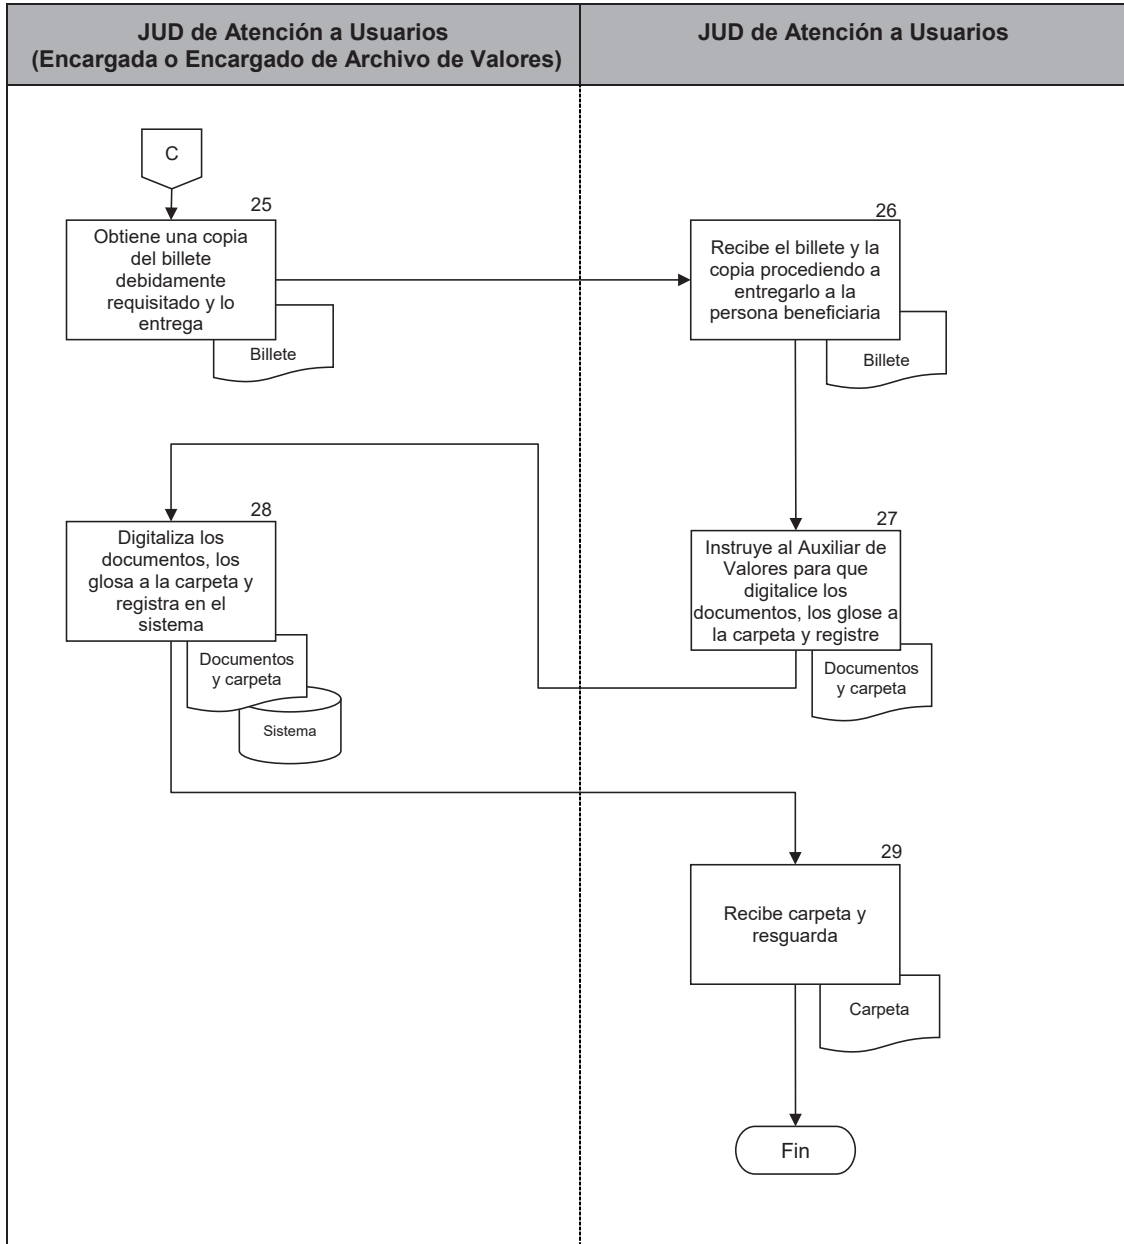 JUD de Atención a Usuarios
(Encargada o Encargado de Archivo de Valores)
JUD de Atención a Usuarios
C
25
Obtiene una copia
del billete
debidamente
requisitado y lo
entrega
Billete
26
Recibe el billete y la
copia procediendo a
entregarlo a la
persona beneficiaria
Billete
27
Instruye al Auxiliar de
Valores para que
digitalice los
documentos, los glose a
la carpeta y registre
Documentos
y carpeta
28
Digitaliza los
documentos, los
glosa a la carpeta y
registra en el
sistema
Documentos
y carpeta
Sistema
29
Recibe carpeta y
resguarda
Carpeta
Fin